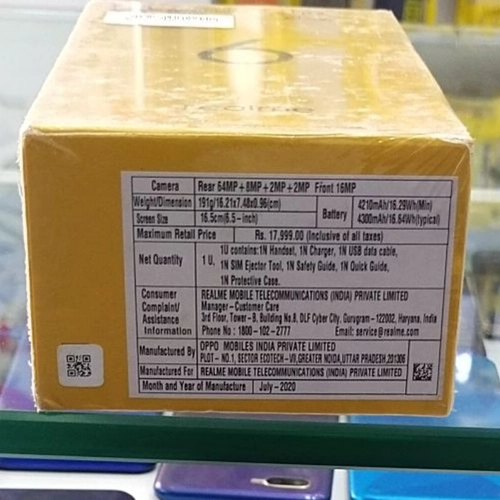 6
realme
Camera Rear 64MP+8MP+2MP+2MP Front 16MP
Weight/Dimension 191g/16.21x7.48x0.96(cm) Battery 4210mAh/16.29Wh(Min)
Screen Size 16.5cm(6.5-inch) 4300mAh/16.64Wh(typical)
Maximum Retail Price Rs. 17,999.00 (Inclusive of all taxes)
Net Quantity 1 U. 1U contains:1N Handset, 1N Charger, 1N USB data cable,
1N SIM Ejector Tool, 1N Safety Guide, 1N Quick Guide,
1N Protective Case.
Consumer Complaint/ Assistance Information REALME MOBILE TELECOMMUNICATIONS (INDIA) PRIVATE LIMITED
Manager-Customer Care
3rd Floor, Tower-B, Building No.8, DLF Cyber City, Gurugram-122002, Haryana, India
Phone No : 1800-102-2777 Email: service@realme.com
Manufactured By OPPO MOBILES INDIA PRIVATE LIMITED
PLOT - NO.1, SECTOR ECOTECH-VII,GREATER NOIDA,UTTAR PRADESH,201306
Manufactured For REALME MOBILE TELECOMMUNICATIONS (INDIA) PRIVATE LIMITED
Month and Year of Manufacture July-2020